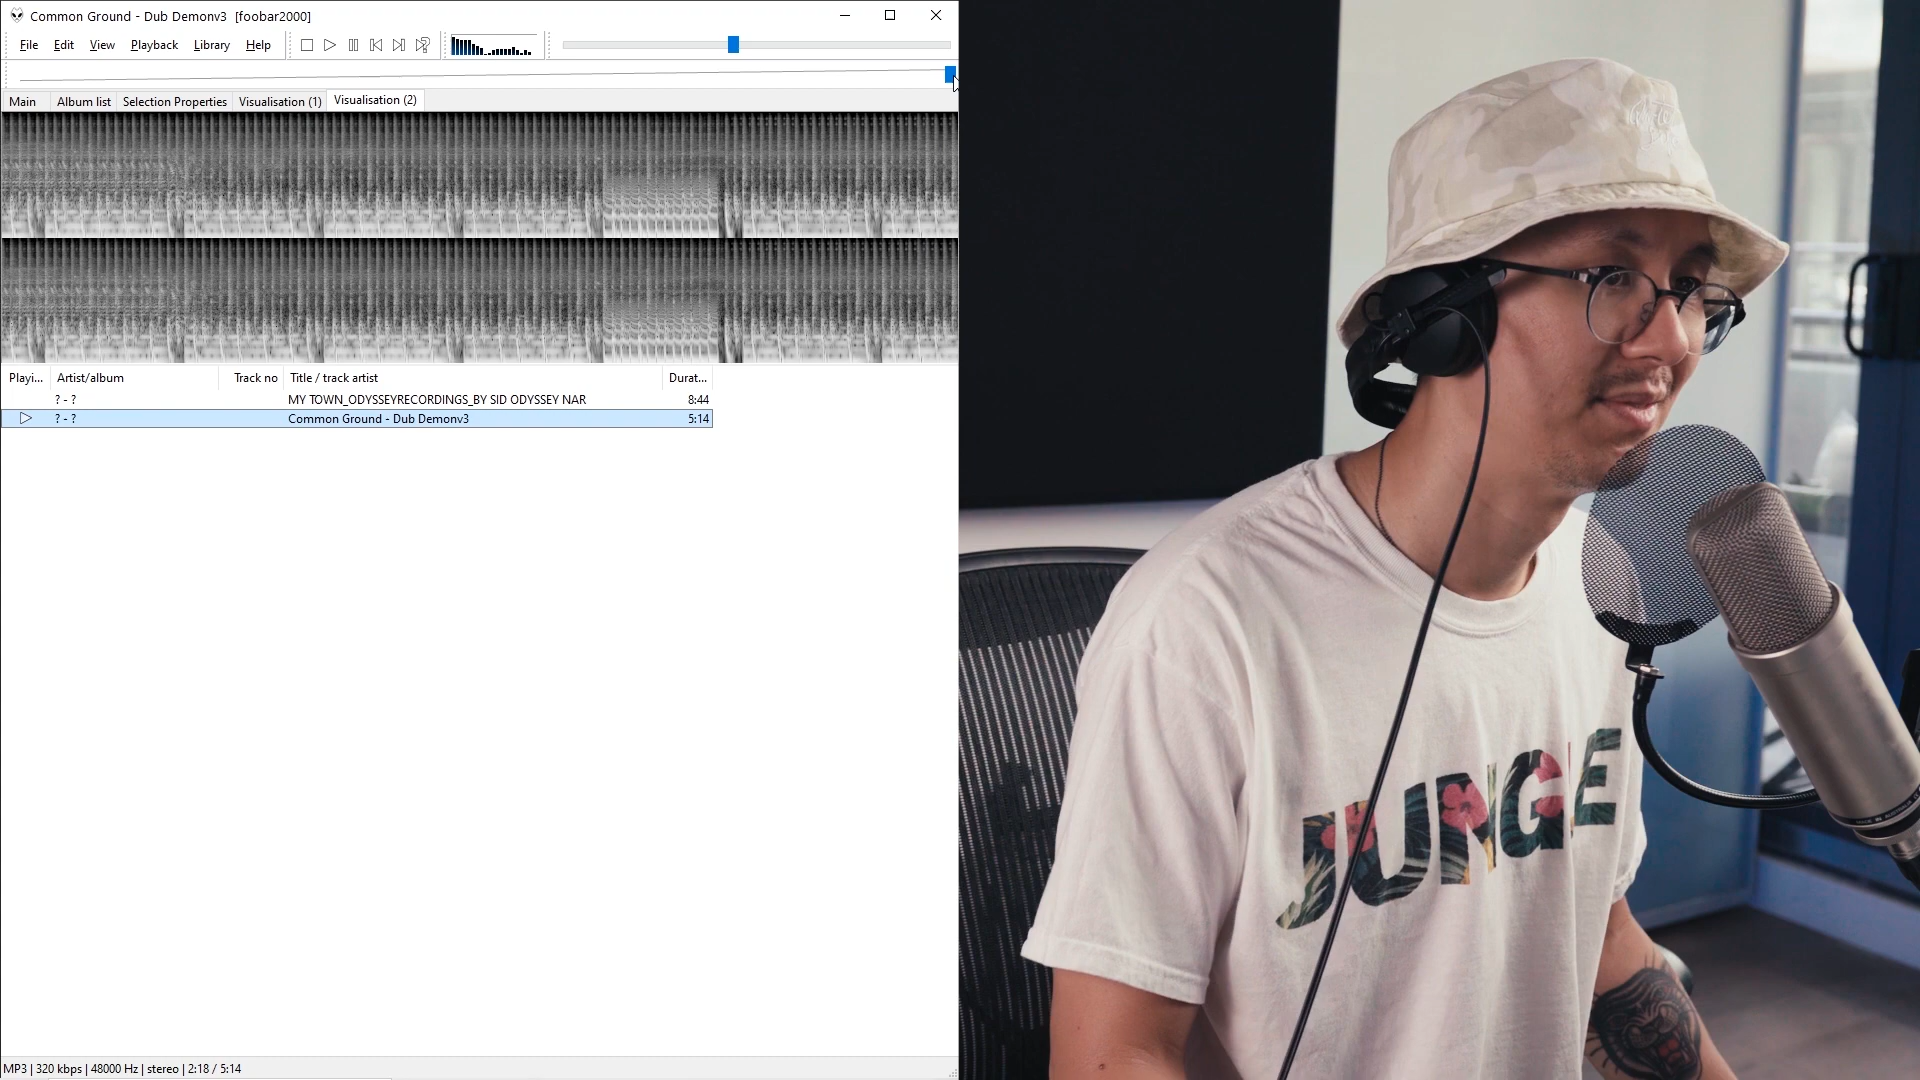 Common Ground - Dub Demonv3 [foobar2000]
File Edit View Playback Library Help
Main Album list Selection Properties Visualisation (1) Visualisation (2)
Playi... Artist/album Track no Title / track artist Durat...
? - ? MY TOWN_ODYSSEYRECORDINGS_BY SID ODYSSEY NAR 8:44
? - ? Common Ground - Dub Demonv3 5:14
MP3 | 320 kbps | 48000 Hz | stereo | 2:18 / 5:14
JUNGLE